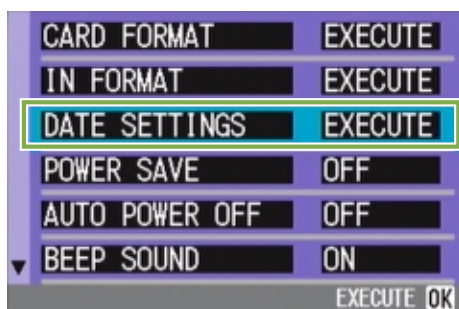 CARD FORMAT EXECUTE
IN FORMAT EXECUTE
DATE SETTINGS EXECUTE
POWER SAVE OFF
AUTO POWER OFF OFF
BEEP SOUND ON
EXECUTE OK